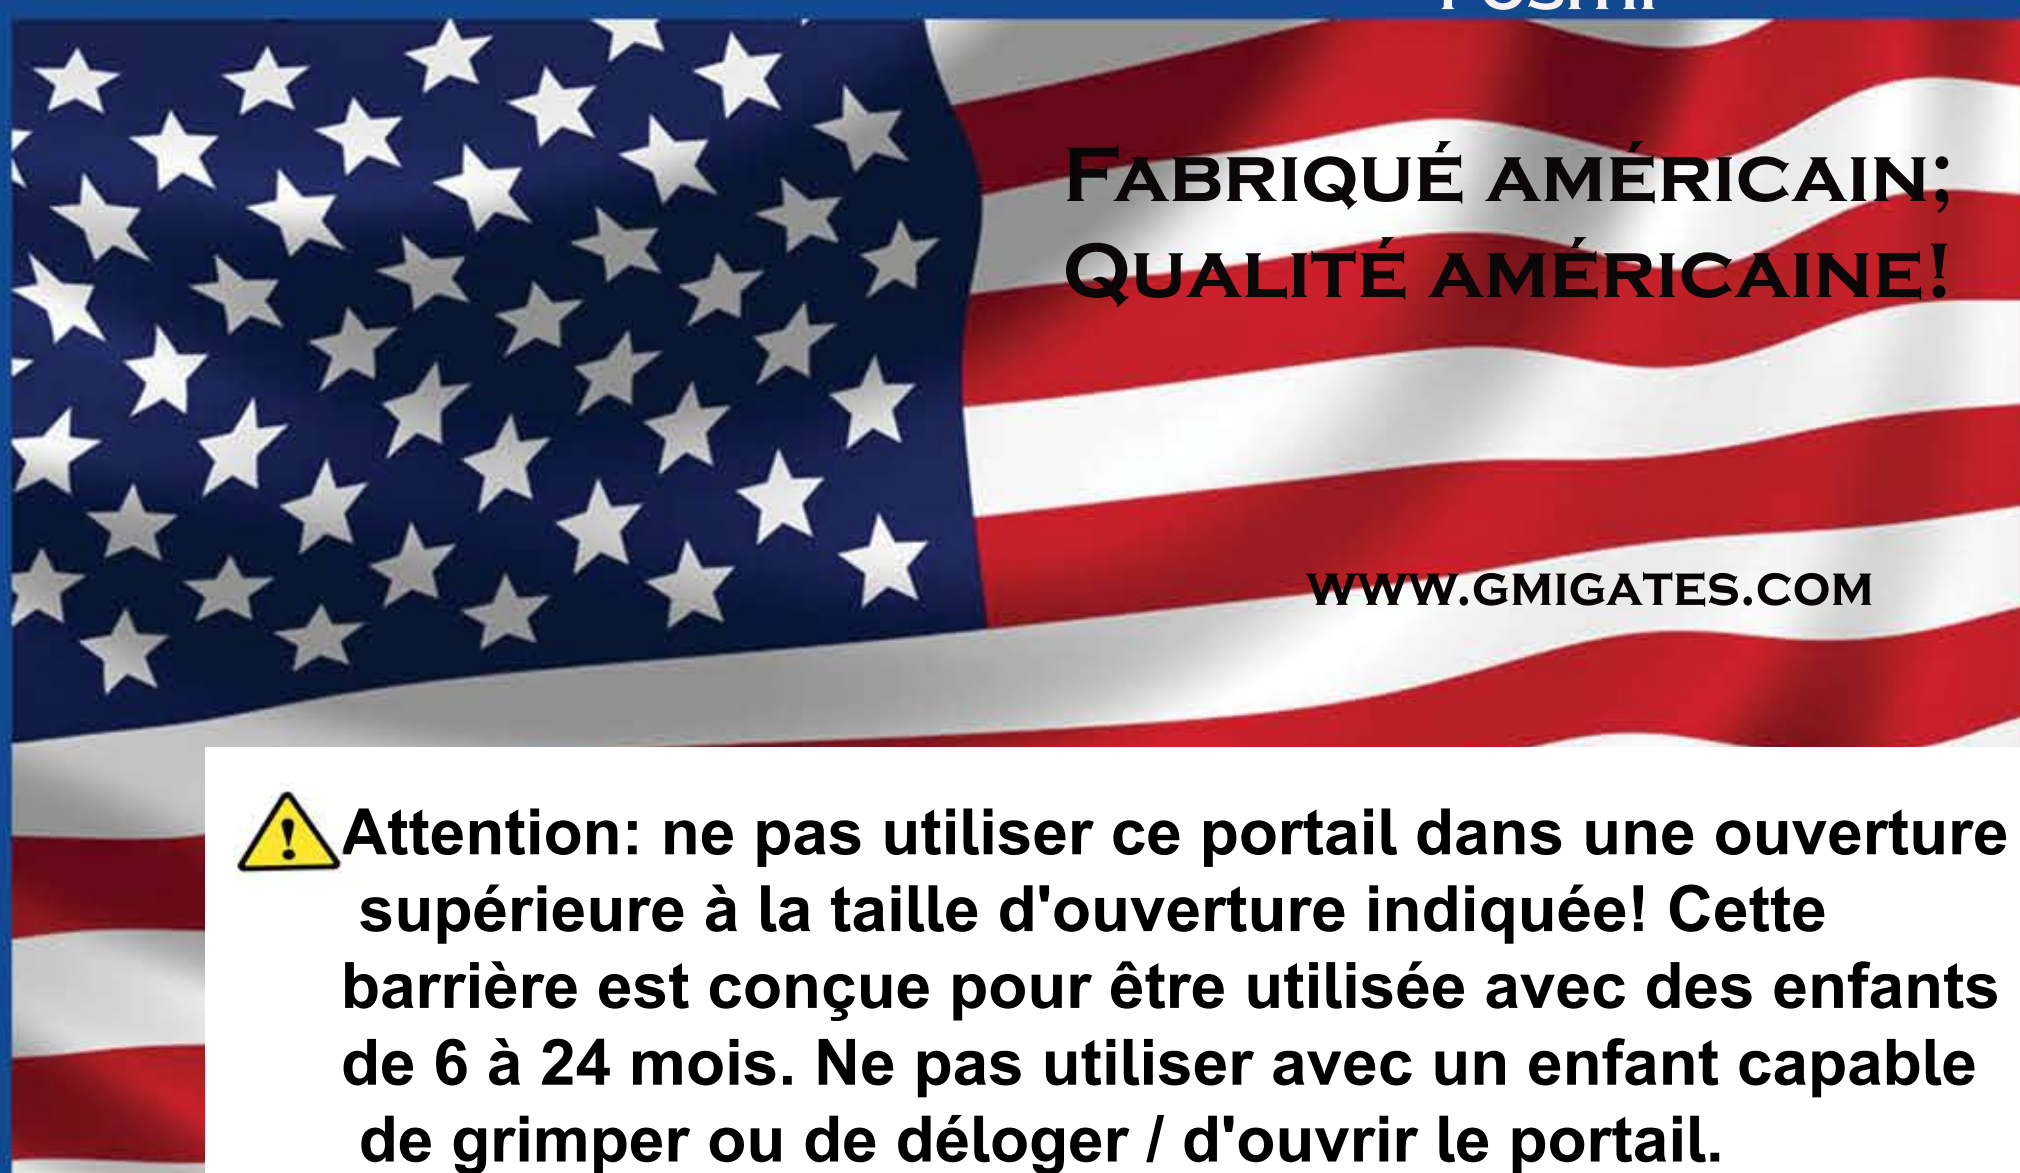 Fabriqué américain;
Qualité américaine!
www.gmigates.com
Attention: ne pas utiliser ce portail dans une ouverture
supérieure à la taille d'ouverture indiquée! Cette
barrière est conçue pour être utilisée avec des enfants
de 6 à 24 mois. Ne pas utiliser avec un enfant capable
de grimper ou de déloger / d'ouvrir le portail.